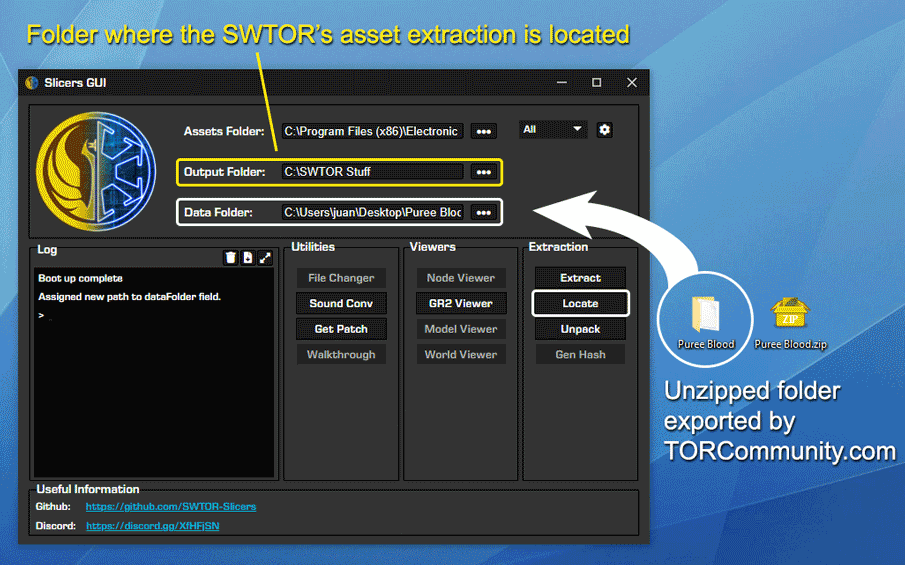 Folder where the SWTOR's asset extraction is located
Slicers GUI
Assets Folder: C:\Program Files (x86)\Electronic ••• All
Output Folder: C:\SWTOR Stuff •••
Data Folder: C:\Users\juan\Desktop\Puree Bloo •••
Log
Boot up complete
Assigned new path to dataFolder field.
>
Utilities
File Changer
Sound Conv
Get Patch
Walkthrough
Viewers
Node Viewer
GR2 Viewer
Model Viewer
World Viewer
Extraction
Extract
Locate
Unpack
Gen Hash
ZIP
Puree Blood
Puree Blood.zip
Unzipped folder
exported by
TORCommunity.com
Useful Information
Github: https://github.com/SWTOR-Slicers
Discord: https://discord.gg/XfHFjSN